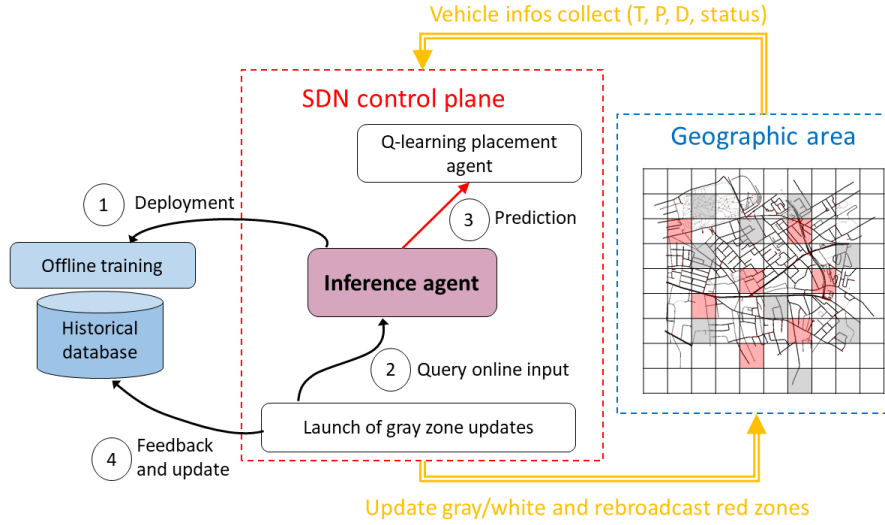 Vehicle infos collect (T, P, D, status)
SDN control plane
Geographic area
Q-learning placement
agent
1
Deployment
3
Prediction
Offline training
Inference agent
Historical
database
2
Query online input
Launch of gray zone updates
4
Feedback
and update
Update gray/white and rebroadcast red zones